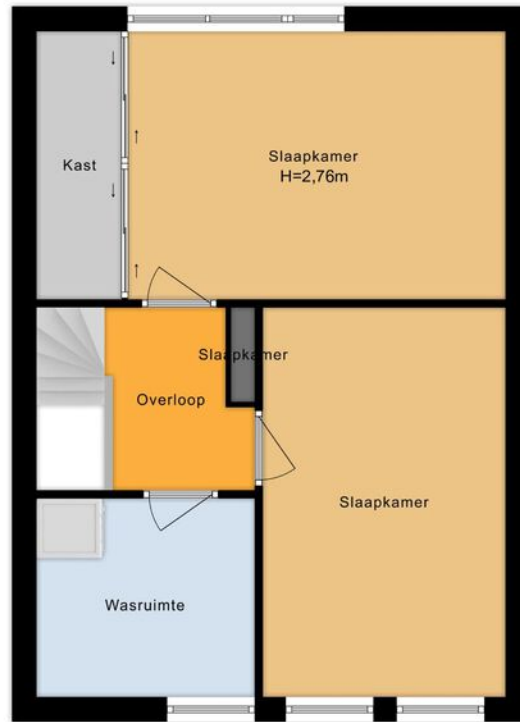 Kast
Slaapkamer
H=2,76m
Slaapkamer
Overloop
Slaapkamer
Wasruimte